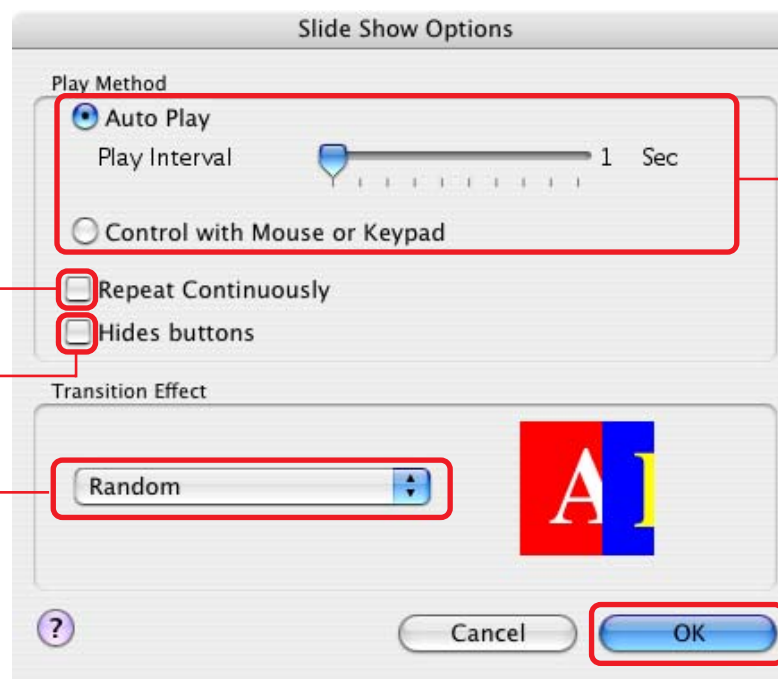 Slide Show Options
Play Method
Auto Play
Play Interval 1 Sec
Control with Mouse or Keypad
Repeat Continuously
Hides buttons
Transition Effect
Random
A
? Cancel OK